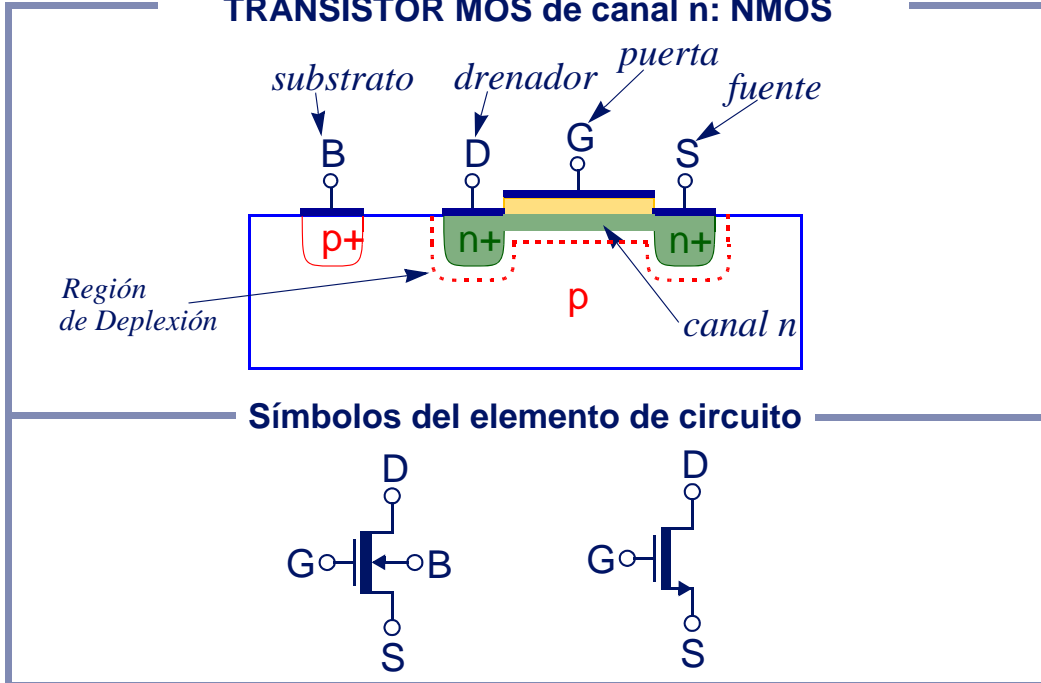 TRANSISTOR MOS de canal n: NMOS
substrato drenador puerta fuente
B D G S
p+ n+ n+
Región
de Deplexión
p
canal n
Símbolos del elemento de circuito
D D
G B G
S S